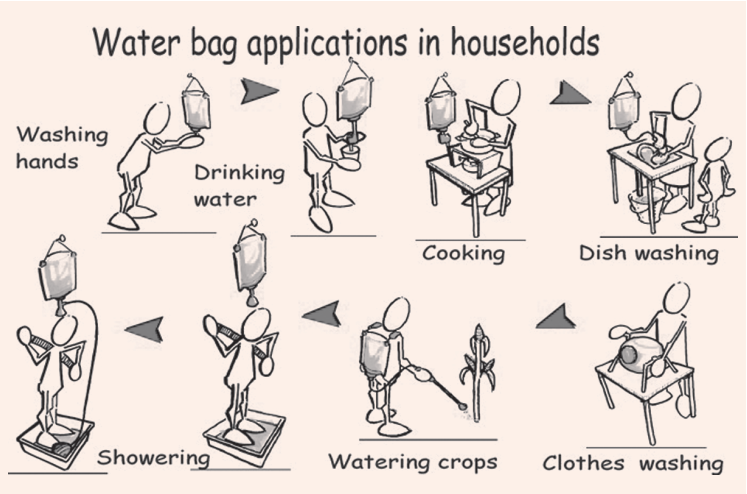 Water bag applications in households
Washing
hands
Drinking
water
Cooking
Dish washing
Showering
Watering crops
Clothes washing